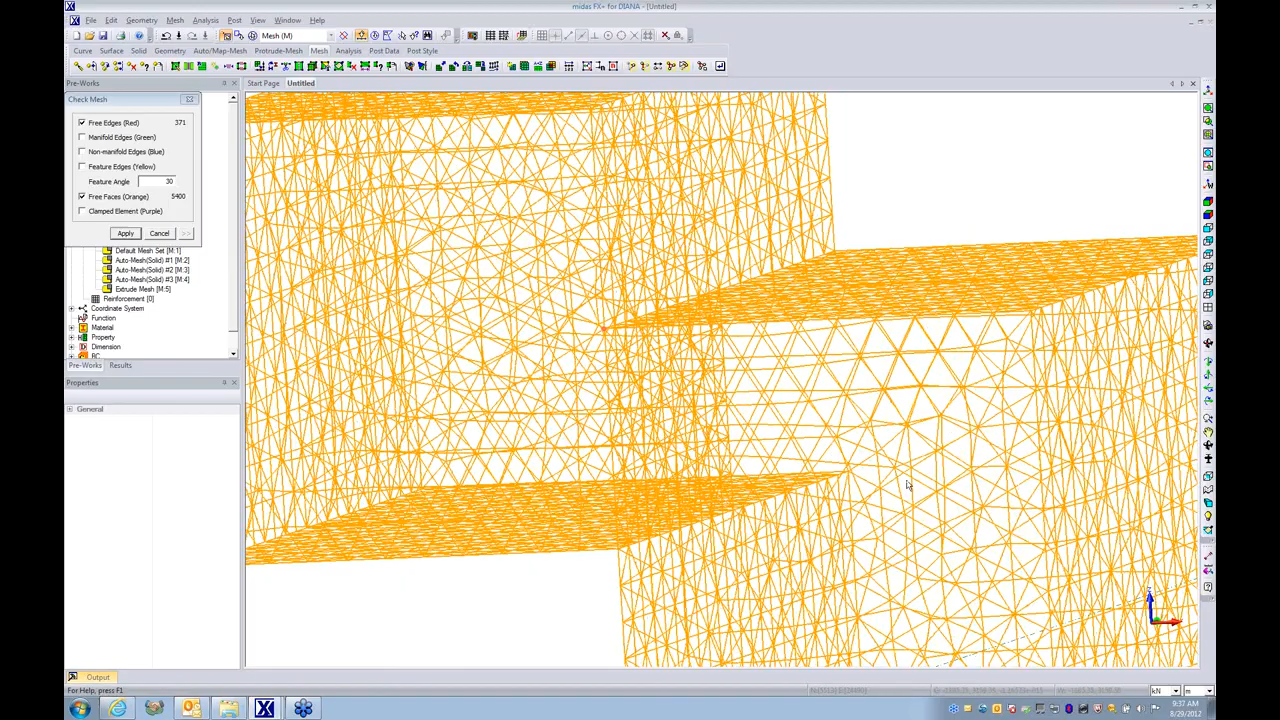 midas FX+ for DIANA - [Untitled]
File Edit Geometry Mesh Analysis Post View Window Help
Mesh (M)
Curve Surface Solid Geometry Auto/Map-Mesh Protrude-Mesh Mesh Analysis Post Data Post Style
Pre-Works
Start Page Untitled
Check Mesh
Free Edges (Red) 371
Manifold Edges (Green)
Non-manifold Edges (Blue)
Feature Edges (Yellow)
Feature Angle 30
Free Faces (Orange) 5400
Clamped Element (Purple)
Apply Cancel >>
Default Mesh Set [M:1]
Auto-Mesh(Solid) #1 [M:2]
Auto-Mesh(Solid) #2 [M:3]
Auto-Mesh(Solid) #3 [M:4]
Extrude Mesh [M:5]
Reinforcement [0]
Coordinate System
Function
Material
Property
Dimension
BC
Pre-Works Results
Properties
General
Output
For Help, press F1
kN m
9:37 AM
8/29/2012